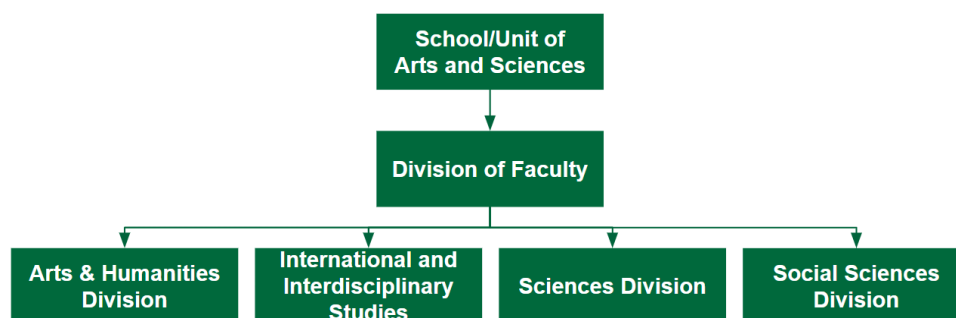 School/Unit of
Arts and Sciences
Division of Faculty
Arts & Humanities
Division
International and
Interdisciplinary
Studies
Sciences Division
Social Sciences
Division